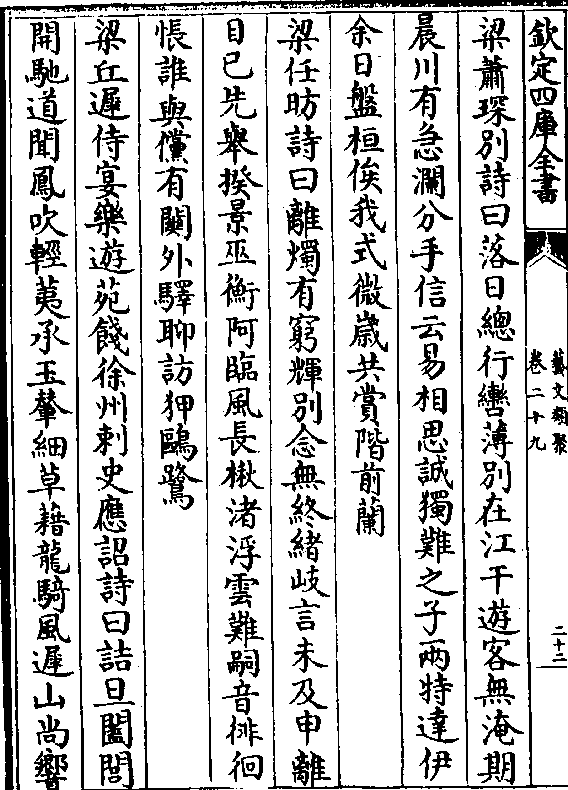 欽定四庫全書
藝文類聚
卷二十九
二十三
梁蕭琛別詩曰落日總行轡薄別在江干遊客無淹期
晨川有急瀾分手信云易相思誠獨難之子兩特達伊
余日盤桓俟我式微歲共賞階前蘭
梁任昉詩曰離燭有窮輝別念無終緒岐言未及申離
目已先舉揆景巫衡阿臨風長楸渚浮雲難嗣音徘徊
悵誰與儻有關外驛聊訪狎鷗鷺
梁丘遲侍宴樂遊苑餞徐州刺史應詔詩曰詰旦閶閭
開馳道聞鳳吹輕荑承玉輦細草藉龍騎風遲山尚響